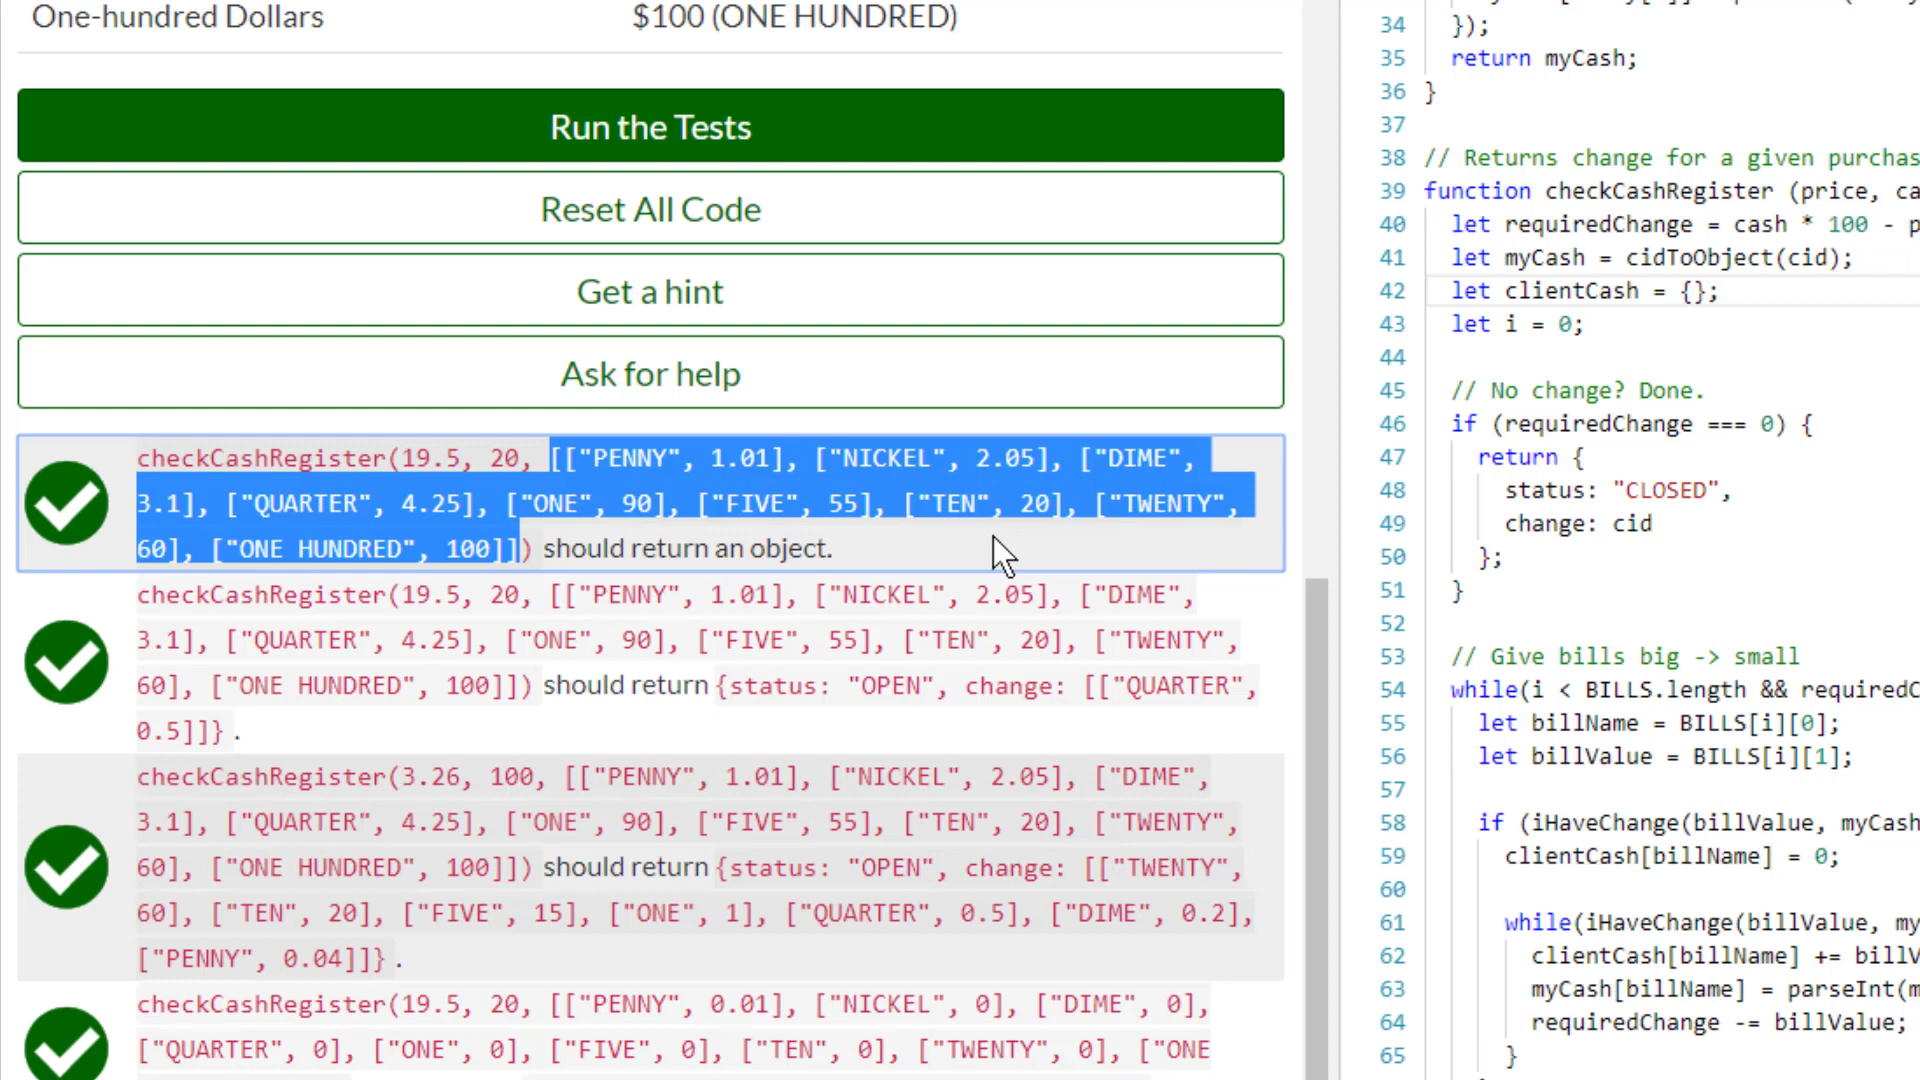 One-hundred Dollars $100 (ONE HUNDRED)
Run the Tests
Reset All Code
Get a hint
Ask for help
checkCashRegister(19.5, 20, [["PENNY", 1.01], ["NICKEL", 2.05], ["DIME",
3.1], ["QUARTER", 4.25], ["ONE", 90], ["FIVE", 55], ["TEN", 20], ["TWENTY",
60], ["ONE HUNDRED", 100]]) should return an object.
checkCashRegister(19.5, 20, [["PENNY", 1.01], ["NICKEL", 2.05], ["DIME",
3.1], ["QUARTER", 4.25], ["ONE", 90], ["FIVE", 55], ["TEN", 20], ["TWENTY",
60], ["ONE HUNDRED", 100]]) should return {status: "OPEN", change: [["QUARTER",
0.5]]} .
checkCashRegister(3.26, 100, [["PENNY", 1.01], ["NICKEL", 2.05], ["DIME",
3.1], ["QUARTER", 4.25], ["ONE", 90], ["FIVE", 55], ["TEN", 20], ["TWENTY",
60], ["ONE HUNDRED", 100]]) should return {status: "OPEN", change: [["TWENTY",
60], ["TEN", 20], ["FIVE", 15], ["ONE", 1], ["QUARTER", 0.5], ["DIME", 0.2],
["PENNY", 0.04]]} .
checkCashRegister(19.5, 20, [["PENNY", 0.01], ["NICKEL", 0], ["DIME", 0],
["QUARTER", 0], ["ONE", 0], ["FIVE", 0], ["TEN", 0], ["TWENTY", 0], ["ONE
34 });
35 return myCash;
36 }
37
38 // Returns change for a given purchas
39 function checkCashRegister (price, ca
40 let requiredChange = cash * 100 - p
41 let myCash = cidToObject(cid);
42 let clientCash = {};
43 let i = 0;
44
45 // No change? Done.
46 if (requiredChange === 0) {
47 return {
48 status: "CLOSED",
49 change: cid
50 };
51 }
52
53 // Give bills big -> small
54 while(i < BILLS.length && requiredC
55 let billName = BILLS[i][0];
56 let billValue = BILLS[i][1];
57
58 if (iHaveChange(billValue, myCash
59 clientCash[billName] = 0;
60
61 while(iHaveChange(billValue, my
62 clientCash[billName] += billV
63 myCash[billName] = parseInt(m
64 requiredChange -= billValue;
65 }